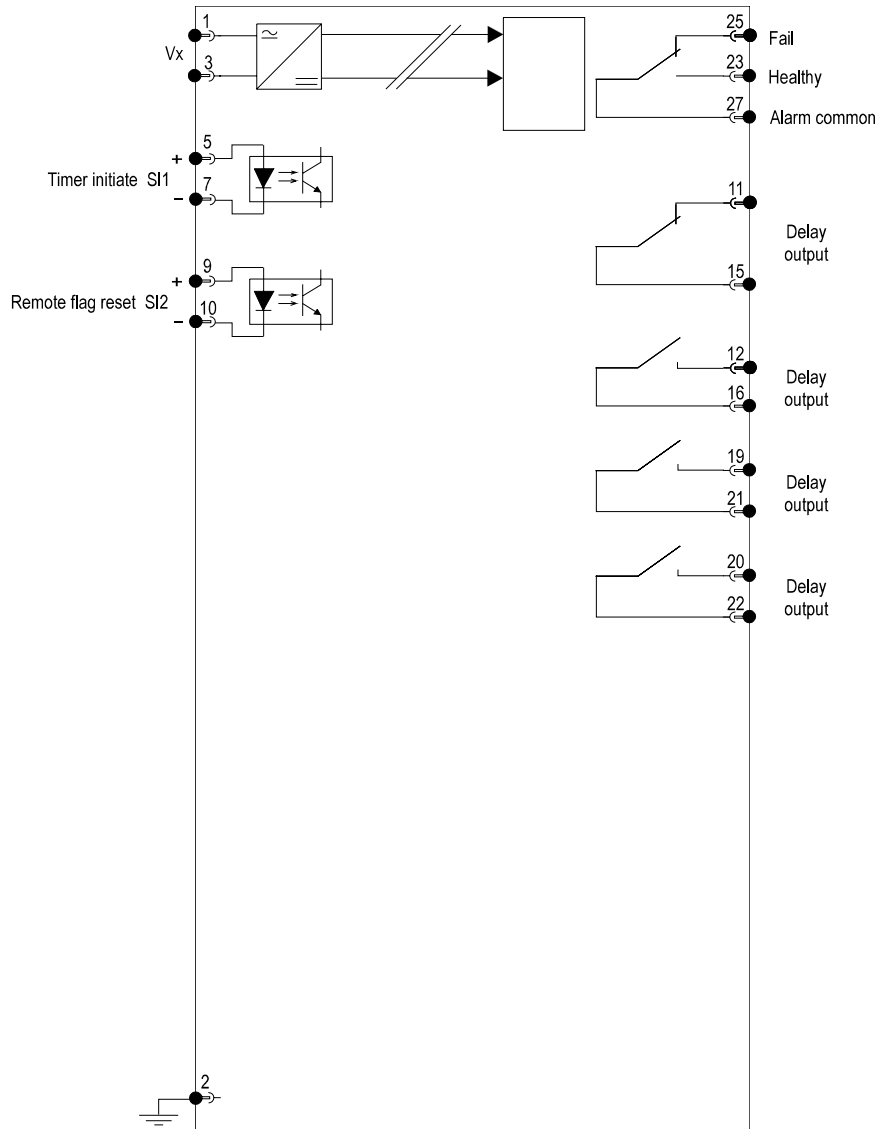 1
Vx
3
5
+
Timer initiate SI1
7
–
9
+
Remote flag reset SI2
10
–
2
25
Fail
23
Healthy
27
Alarm common
11
Delay
output
15
12
Delay
16
output
19
Delay
21
output
20
Delay
22
output